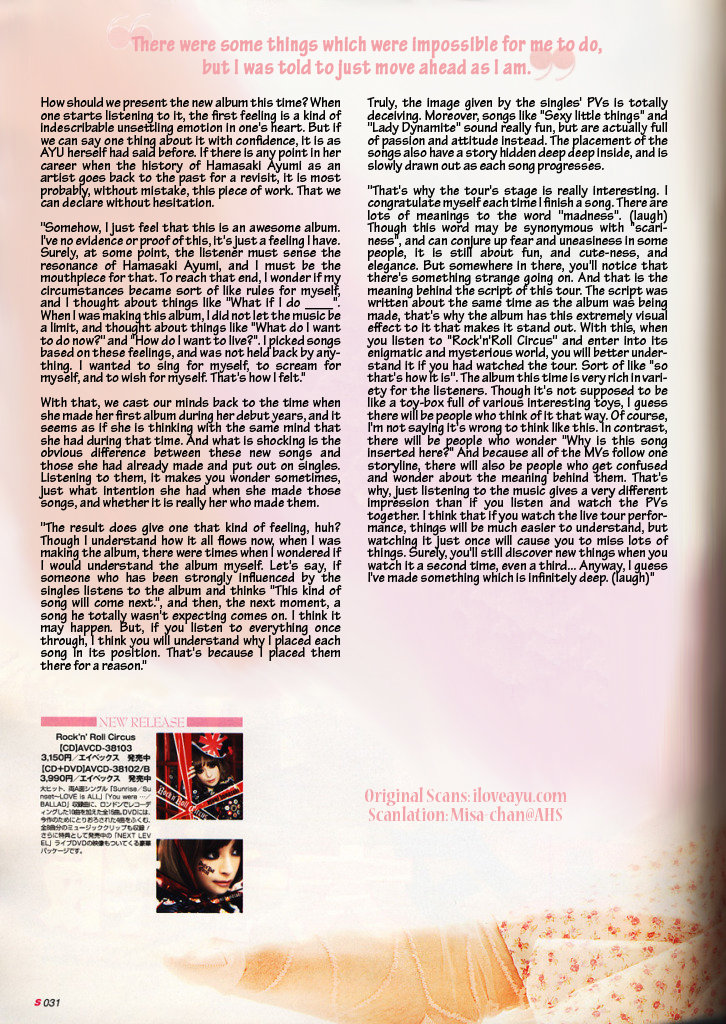 There were some things which were impossible for me to do,
but I was told to just move ahead as I am.
How should we present the new album this time? When
one starts listening to it, the first feeling is a kind of
indescribable unsettling emotion in one's heart. But if
we can say one thing about it with confidence, it is as
AYU herself had said before. If there is any point in her
career when the history of Hamasaki Ayumi as an
artist goes back to the past for a revisit, it is most
probably, without mistake, this piece of work. That we
can declare without hesitation.
"Somehow, I just feel that this is an awesome album.
I've no evidence or proof of this, it's just a feeling I have.
Surely, at some point, the listener must sense the
resonance of Hamasaki Ayumi, and I must be the
mouthpiece for that. To reach that end, I wonder if my
circumstances became sort of like rules for myself,
and I thought about things like "What if I do ____".
When I was making this album, I did not let the music be
a limit, and thought about things like "What do I want
to do now?" and "How do I want to live?". I picked songs
based on these feelings, and was not held back by any-
thing. I wanted to sing for myself, to scream for
myself, and to wish for myself. That's how I felt."
With that, we cast our minds back to the time when
she made her first album during her debut years, and it
seems as if she is thinking with the same mind that
she had during that time. And what is shocking is the
obvious difference between these new songs and
those she had already made and put out on singles.
Listening to them, it makes you wonder sometimes,
just what intention she had when she made those
songs, and whether it is really her who made them.
"The result does give one that kind of feeling, huh?
Though I understand how it all flows now, when I was
making the album, there were times when I wondered if
I would understand the album myself. Let's say, if
someone who has been strongly influenced by the
singles listens to the album and thinks "This kind of
song will come next.", and then, the next moment, a
song he totally wasn't expecting comes on. I think it
may happen. But, if you listen to everything once
through, I think you will understand why I placed each
song in its position. That's because I placed them
there for a reason."
Truly, the image given by the singles' PVs is totally
deceiving. Moreover, songs like "Sexy little things" and
"Lady Dynamite" sound really fun, but are actually full
of passion and attitude instead. The placement of the
songs also have a story hidden deep deep inside, and is
slowly drawn out as each song progresses.
"That's why the tour's stage is really interesting. I
congratulate myself each time I finish a song. There are
lots of meanings to the word "madness". (laugh)
Though this word may be synonymous with "scari-
ness", and can conjure up fear and uneasiness in some
people, it is still about fun, and cute-ness, and
elegance. But somewhere in there, you'll notice that
there's something strange going on. And that is the
meaning behind the script of this tour. The script was
written about the same time as the album was being
made, that's why the album has this extremely visual
effect to it that makes it stand out. With this, when
you listen to "Rock'n'Roll Circus" and enter into its
enigmatic and mysterious world, you will better under-
stand it if you had watched the tour. Sort of like "so
that's how it is". The album this time is very rich in vari-
ety for the listeners. Though it's not supposed to be
like a toy-box full of various interesting toys, I guess
there will be people who think of it that way. Of course,
I'm not saying it's wrong to think like this. In contrast,
there will be people who wonder "Why is this song
inserted here?" And because all of the MVs follow one
storyline, there will also be people who get confused
and wonder about the meaning behind them. That's
why, just listening to the music gives a very different
impression than if you listen and watch the PVs
together. I think that if you watch the live tour perfor-
mance, things will be much easier to understand, but
watching it just once will cause you to miss lots of
things. Surely, you'll still discover new things when you
watch it a second time, even a third... Anyway, I guess
I've made something which is infinitely deep. (laugh)"
NEW RELEASE
Rock'n' Roll Circus
[CD]AVCD-38103
3,150円／エイベックス 発売中
[CD+DVD]AVCD-38102/B
3,990円／エイベックス 発売中
大ヒット、両A面シングル「Sunrise／Su
nset～LOVE is ALL」「You were …／
BALLAD」収録曲に、ロンドンでレコーデ
ィングした10曲を加えた全15曲。DVDには、
今作のためにとりおろされた4曲をふくむ、
全8曲分のミュージッククリップも収録！
さらに特典として発売中の「NEXT LEV
EL」ライブDVDの映像もついてくる豪華
パッケージです。
Rock'n'Roll Circus
Original Scans: iloveayu.com
Scanlation: Misa-chan@AHS
S 031